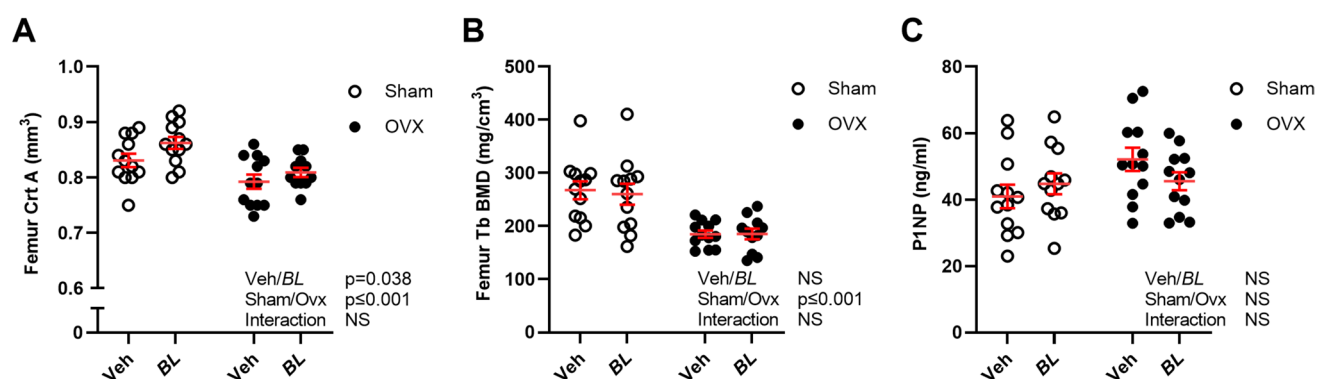 A
Femur Crt A (mm³)
1.0
0.9
0.8
0.7
0.6
0
Sham
OVX
Veh/BL p=0.038
Sham/Ovx p≤0.001
Interaction NS
Veh BL Veh BL
B
Femur Tb BMD (mg/cm³)
500
400
300
200
100
0
Sham
OVX
Veh/BL NS
Sham/Ovx p≤0.001
Interaction NS
Veh BL Veh BL
C
P1NP (ng/ml)
80
60
40
20
0
Sham
OVX
Veh/BL NS
Sham/Ovx NS
Interaction NS
Veh BL Veh BL